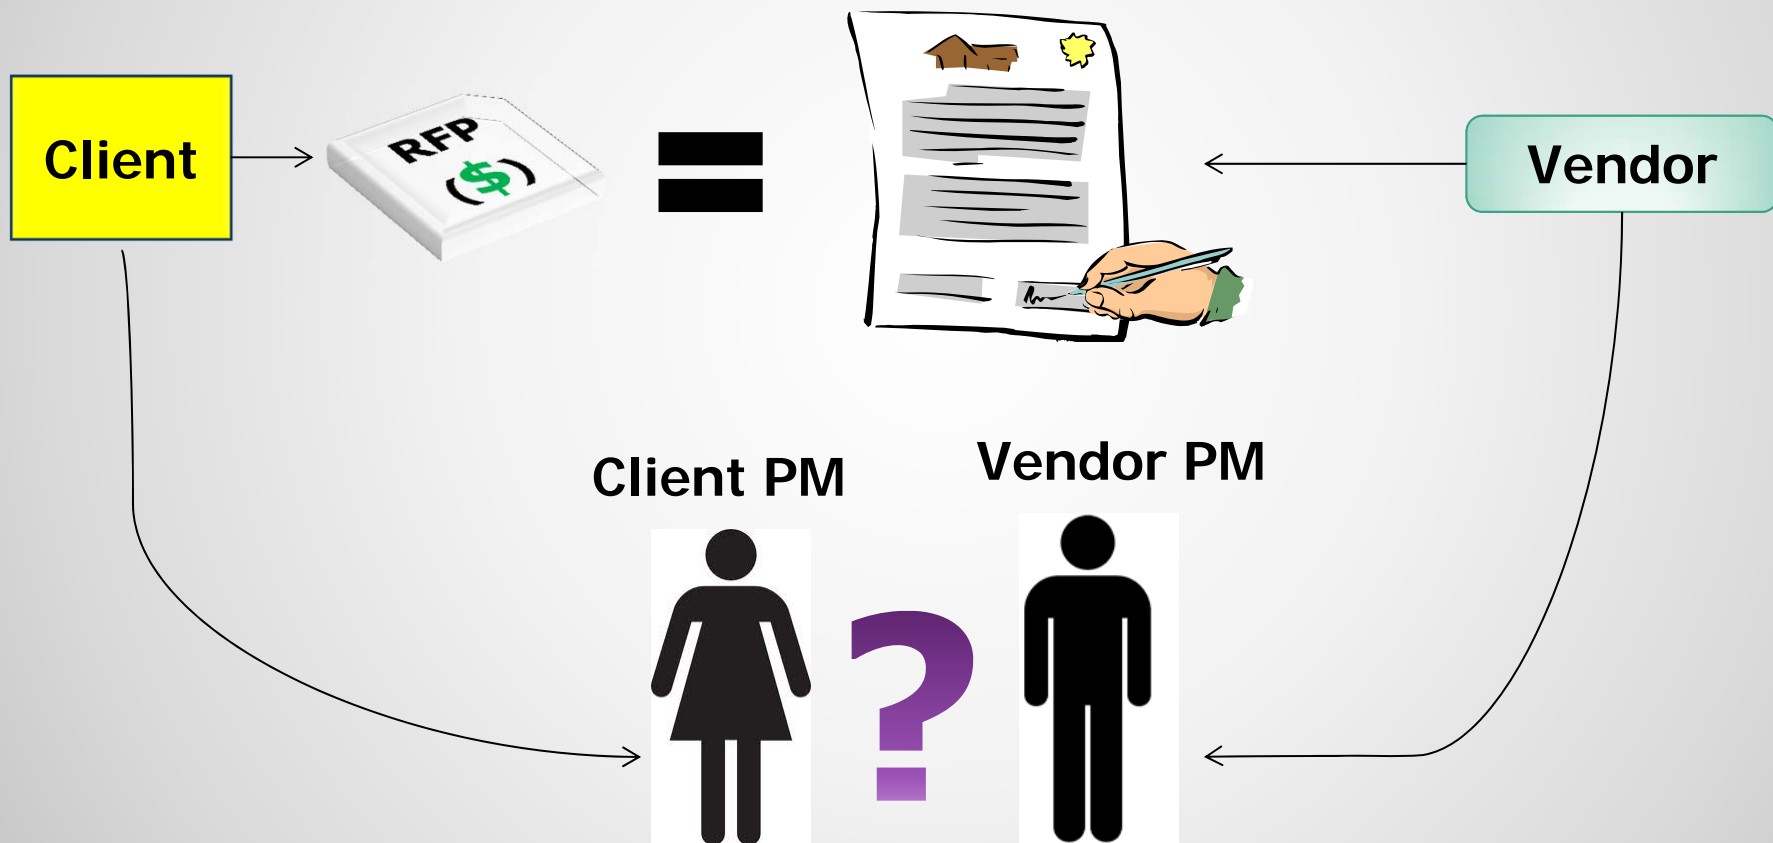 Client
RFP
($)
Vendor
Client PM
Vendor PM
?